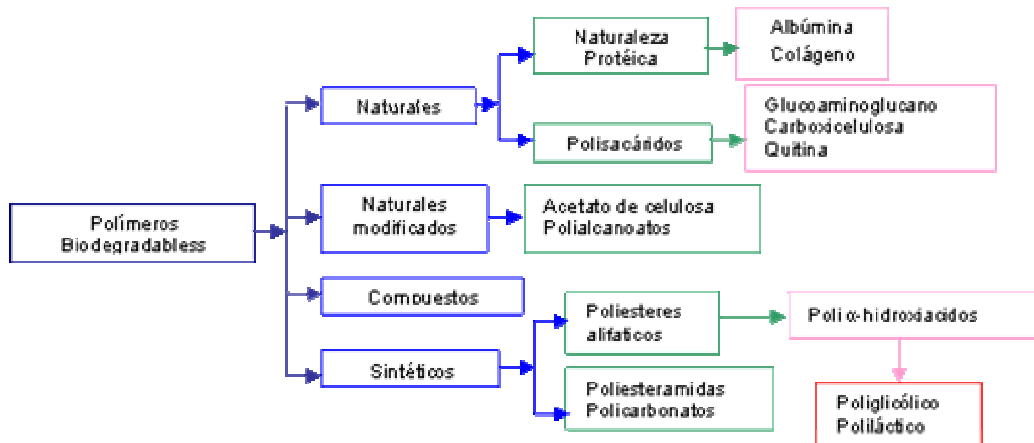 Polímeros
Biodegradabless
Naturales
Naturaleza
Protéica
Albúmina
Colágeno
Polisacáridos
Glucoaminoglucano
Carboxicelulosa
Quitina
Naturales
modificados
Acetato de celulosa
Polialcanoatos
Compuestos
Sintéticos
Poliesteres
alifaticos
Poli α-hidroxiacidos
Poliglicólico
Poliláctico
Poliesteramidas
Policarbonatos